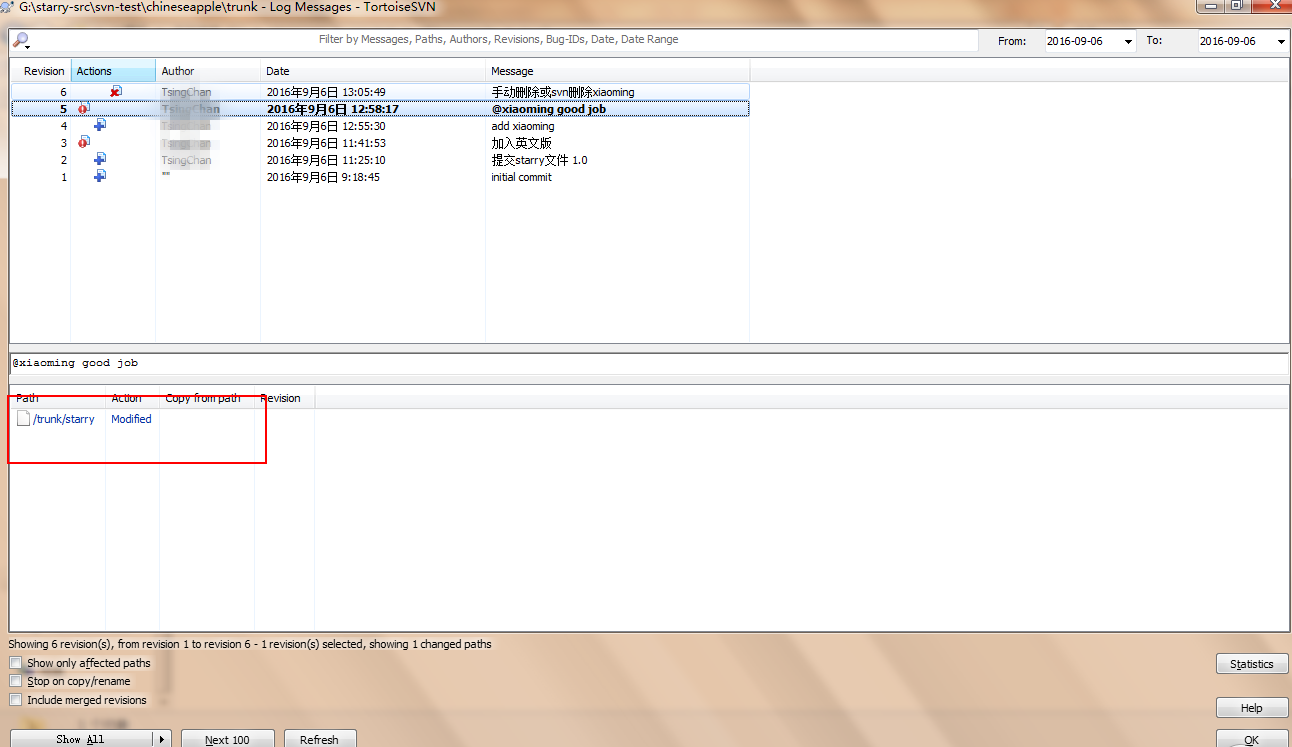 G:\starry-src\svn-test\chineseapple\trunk - Log Messages - TortoiseSVN
Filter by Messages, Paths, Authors, Revisions, Bug-IDs, Date, Date Range From: 2016-09-06 To: 2016-09-06
Revision Actions Author Date Message
6 TsingChan 2016年9月6日 13:05:49 手动删除或svn删除xiaoming
5 TsingChan 2016年9月6日 12:58:17 @xiaoming good job
4 2016年9月6日 12:55:30 add xiaoming
3 2016年9月6日 11:41:53 加入英文版
2 TsingChan 2016年9月6日 11:25:10 提交starry文件 1.0
1 2016年9月6日 9:18:45 initial commit
@xiaoming good job
Path Action Copy from path Revision
/trunk/starry Modified
Showing 6 revision(s), from revision 1 to revision 6 - 1 revision(s) selected, showing 1 changed paths
Show only affected paths
Stop on copy/rename
Include merged revisions
Statistics
Help
Show All Next 100 Refresh OK